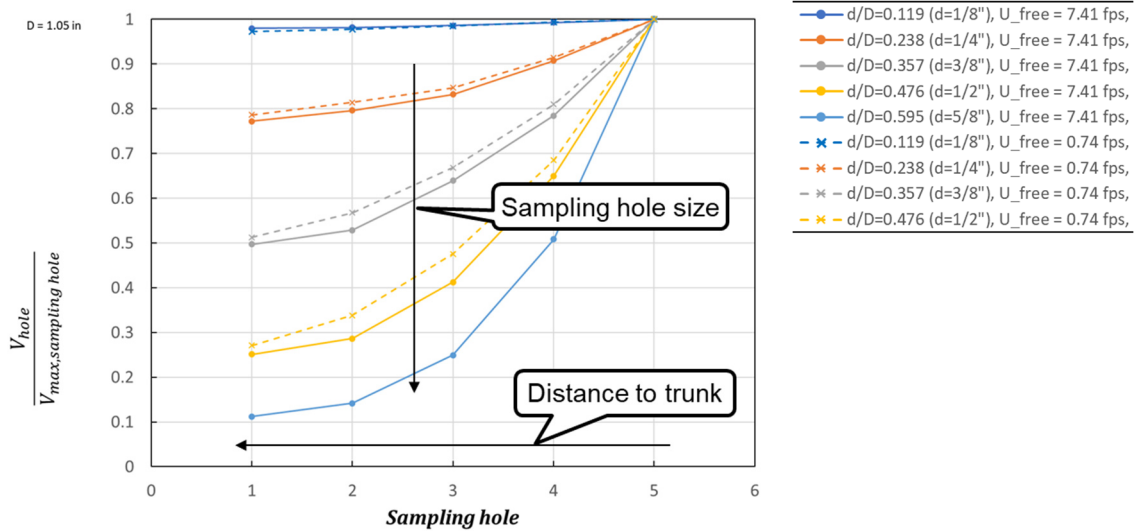 D = 1.05 in
1
0.9
0.8
0.7
0.6
0.5
0.4
0.3
0.2
0.1
0
V_hole
V_max,sampling hole
0 1 2 3 4 5 6
Sampling hole
Sampling hole size
Distance to trunk
d/D=0.119 (d=1/8"), U_free = 7.41 fps,
d/D=0.238 (d=1/4"), U_free = 7.41 fps,
d/D=0.357 (d=3/8"), U_free = 7.41 fps,
d/D=0.476 (d=1/2"), U_free = 7.41 fps,
d/D=0.595 (d=5/8"), U_free = 7.41 fps,
d/D=0.119 (d=1/8"), U_free = 0.74 fps,
d/D=0.238 (d=1/4"), U_free = 0.74 fps,
d/D=0.357 (d=3/8"), U_free = 0.74 fps,
d/D=0.476 (d=1/2"), U_free = 0.74 fps,